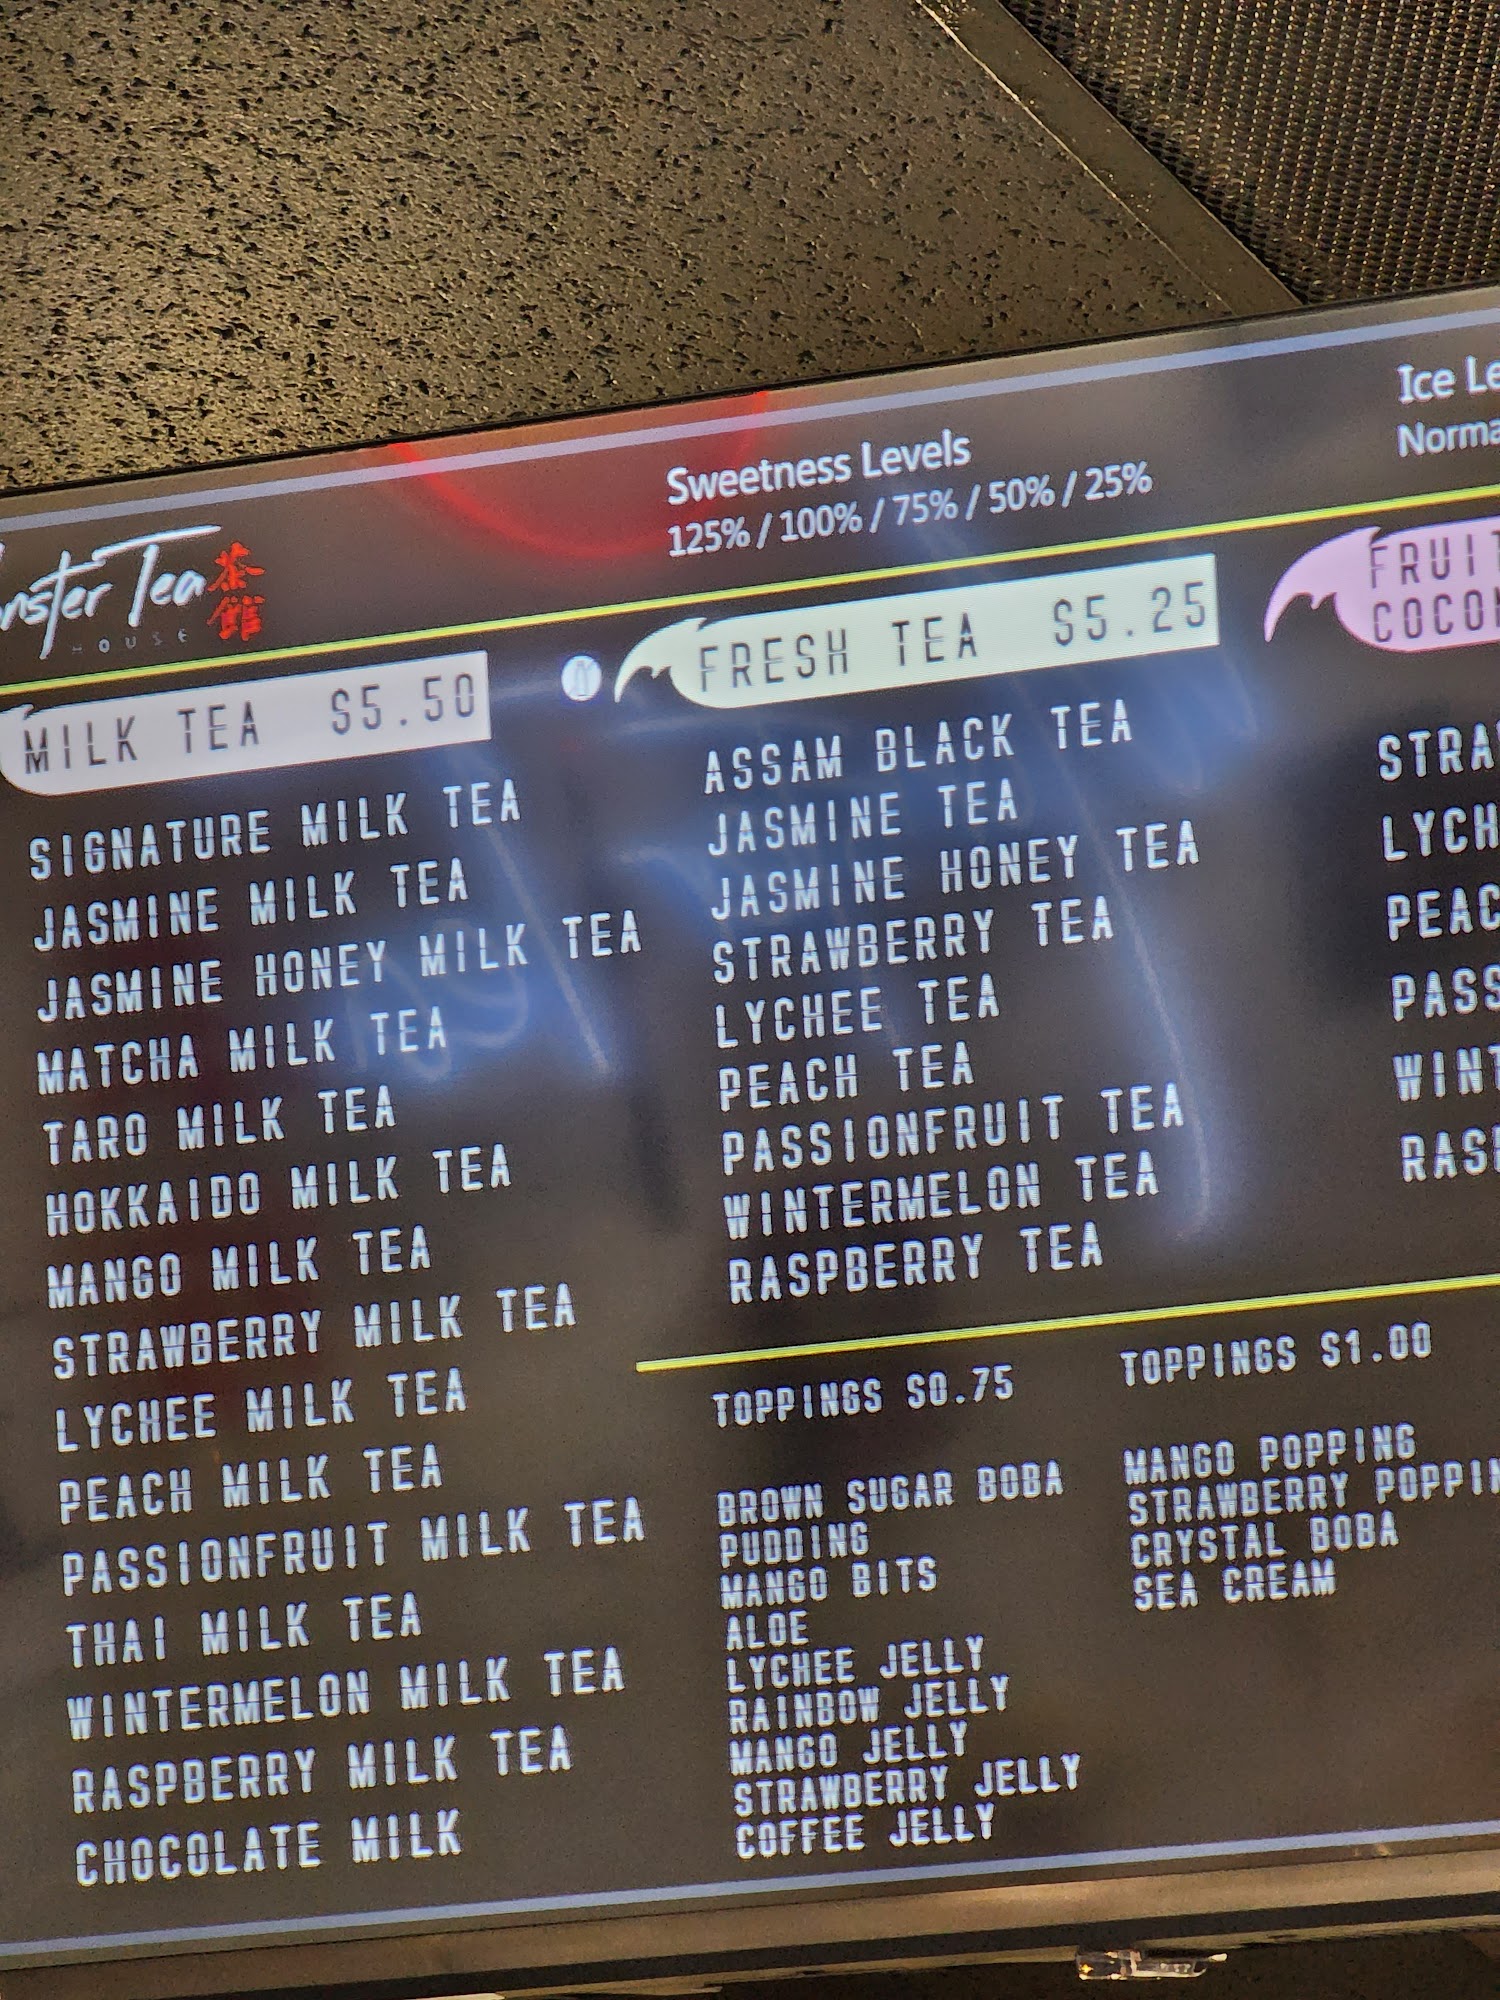 Tea 茶館
HOUSE
Sweetness Levels
125% / 100% / 75% / 50% / 25%
Ice
MILK TEA $5.50
SIGNATURE MILK TEA
JASMINE MILK TEA
JASMINE HONEY MILK TEA
MATCHA MILK TEA
TARO MILK TEA
HOKKAIDO MILK TEA
MANGO MILK TEA
STRAWBERRY MILK TEA
LYCHEE MILK TEA
PEACH MILK TEA
PASSIONFRUIT MILK TEA
THAI MILK TEA
WINTERMELON MILK TEA
RASPBERRY MILK TEA
CHOCOLATE MILK
FRESH TEA $5.25
ASSAM BLACK TEA
JASMINE TEA
JASMINE HONEY TEA
STRAWBERRY TEA
LYCHEE TEA
PEACH TEA
PASSIONFRUIT TEA
WINTERMELON TEA
RASPBERRY TEA
TOPPINGS $0.75
BROWN SUGAR BOBA
PUDDING
MANGO BITS
ALOE
LYCHEE JELLY
RAINBOW JELLY
MANGO JELLY
STRAWBERRY JELLY
COFFEE JELLY
TOPPINGS $1.00
MANGO POPPING
STRAWBERRY
CRYSTAL BOBA
SEA CREAM
FRUIT